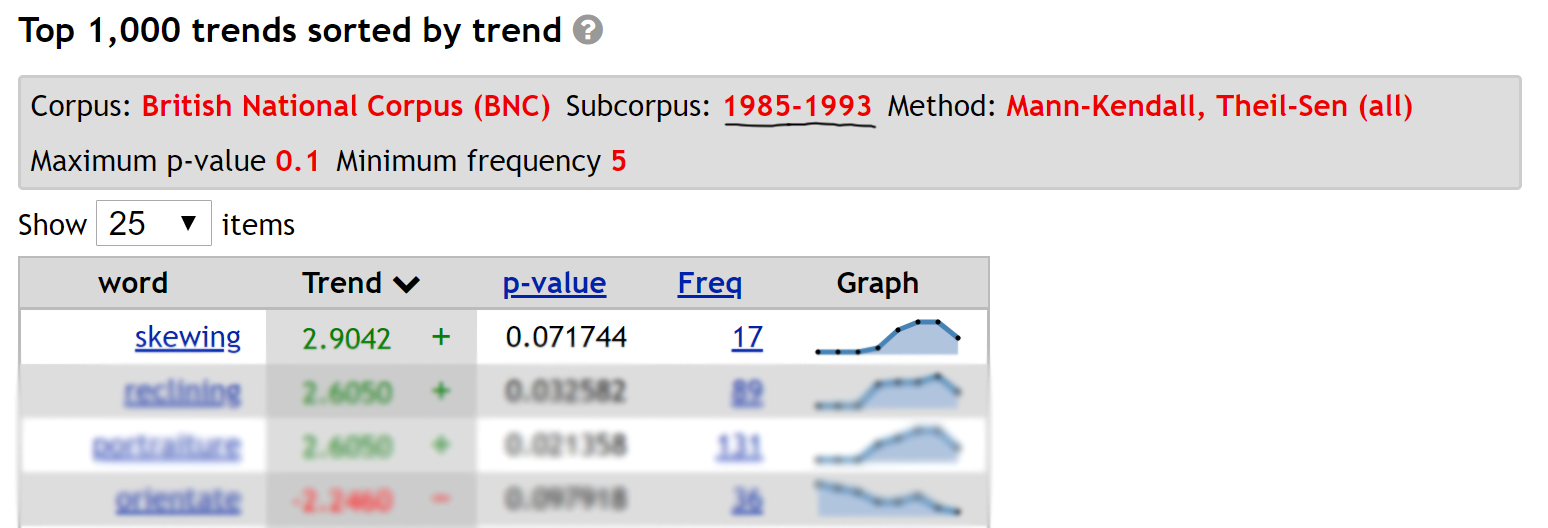 Top 1,000 trends sorted by trend ?
Corpus: British National Corpus (BNC) Subcorpus: 1985-1993 Method: Mann-Kendall, Theil-Sen (all)
Maximum p-value 0.1 Minimum frequency 5
Show 25 ▼ items
word Trend p-value Freq Graph
skewing 2.9042 + 0.071744 17
reclining 2.6050 + 0.032582 89
portraiture 2.6050 + 0.021358 131
orientate -2.2460 − 0.097918 36